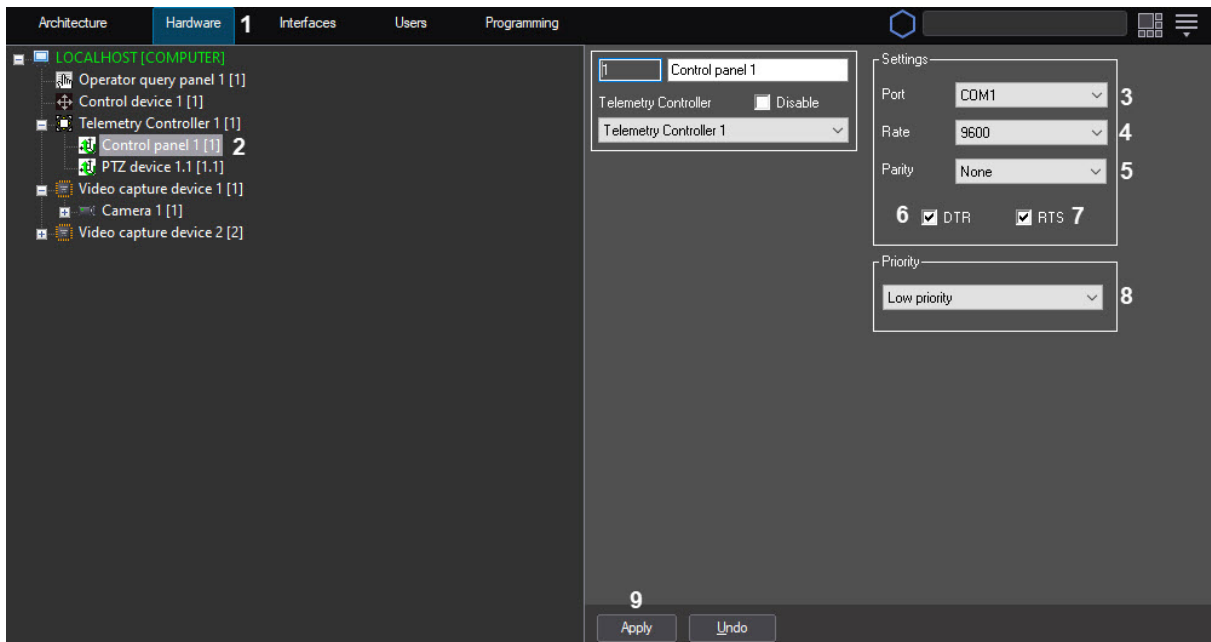 Architecture Hardware 1 Interfaces Users Programming
LOCALHOST [COMPUTER]
Operator query panel 1 [1]
Control device 1 [1]
Telemetry Controller 1 [1]
Control panel 1 [1] 2
PTZ device 1.1 [1.1]
Video capture device 1 [1]
Camera 1 [1]
Video capture device 2 [2]
1 Control panel 1
Telemetry Controller Disable
Telemetry Controller 1
Settings
Port COM1 3
Rate 9600 4
Parity None 5
6 DTR RTS 7
Priority
Low priority 8
9
Apply Undo